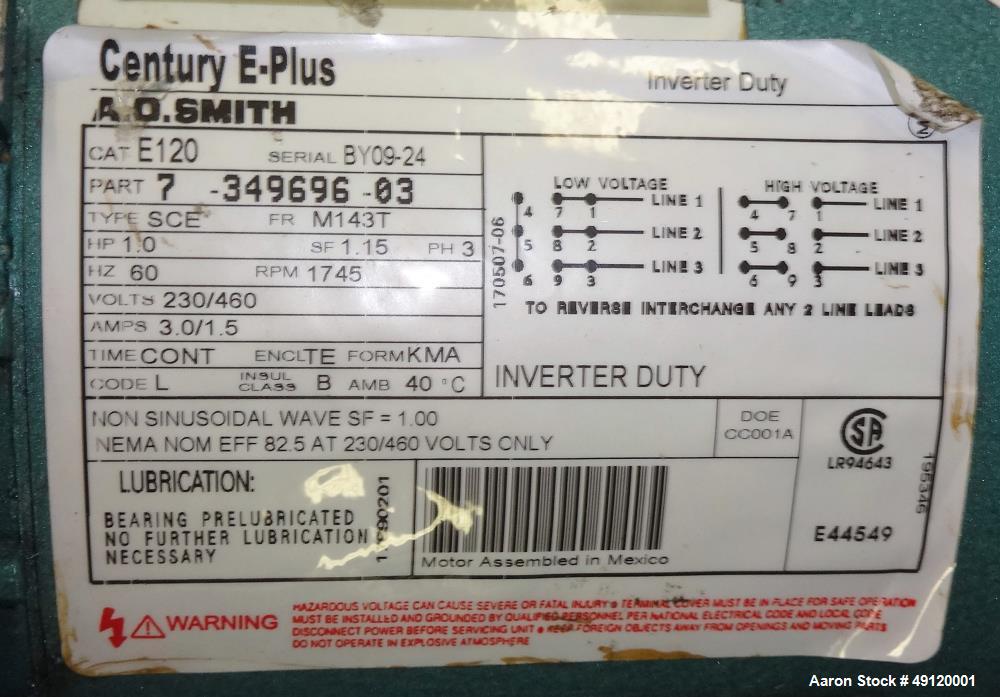 Century E-Plus
Inverter Duty
A.O.SMITH
CAT E120 SERIAL BY09-24
PART 7 -349696 -03
TYPE SCE FR M143T
HP 1.0 SF 1.15 PH 3
HZ 60 RPM 1745
VOLTS 230/460
AMPS 3.0/1.5
TIME CONT ENCL TE FORM KMA
CODE L INSUL CLASS B AMB 40 °C
170507-06
LOW VOLTAGE
4 7 1 LINE 1
5 8 2 LINE 2
6 9 3 LINE 3
HIGH VOLTAGE
4 7 1 LINE 1
5 8 2 LINE 2
6 9 3 LINE 3
TO REVERSE INTERCHANGE ANY 2 LINE LEADS
INVERTER DUTY
NON SINUSOIDAL WAVE SF = 1.00
NEMA NOM EFF 82.5 AT 230/460 VOLTS ONLY
DOE
CC001A
LR94643
195346
E44549
LUBRICATION:
BEARING PRELUBRICATED
NO FURTHER LUBRICATION
NECESSARY
Motor Assembled in Mexico
WARNING
HAZARDOUS VOLTAGE CAN CAUSE SEVERE OR FATAL INJURY • TERMINAL COVER MUST BE IN PLACE FOR SAFE OPERATION
MUST BE INSTALLED AND GROUNDED BY QUALIFIED PERSONNEL PER NATIONAL ELECTRICAL CODE AND LOCAL CODE
DISCONNECT POWER BEFORE SERVICING UNIT • KEEP FOREIGN OBJECTS AWAY FROM OPENINGS AND MOVING PARTS
DO NOT OPERATE IN EXPLOSIVE ATMOSPHERE
Aaron Stock # 49120001